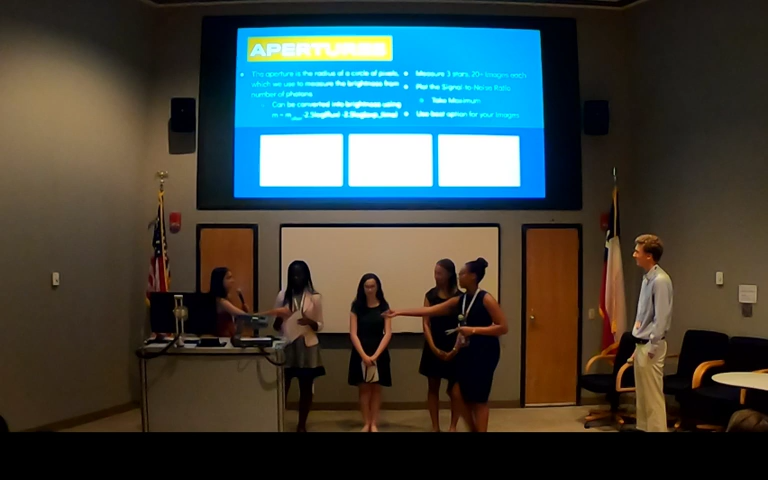 APERTURES
The aperture is the radius of a circle of pixels,
which we use to measure the brightness from
number of photons
Can be converted into brightness using
Measure 3 stars, 20+ images each
Plot the Signal to Noise Ratio
Take Maximum
Use best option for your images